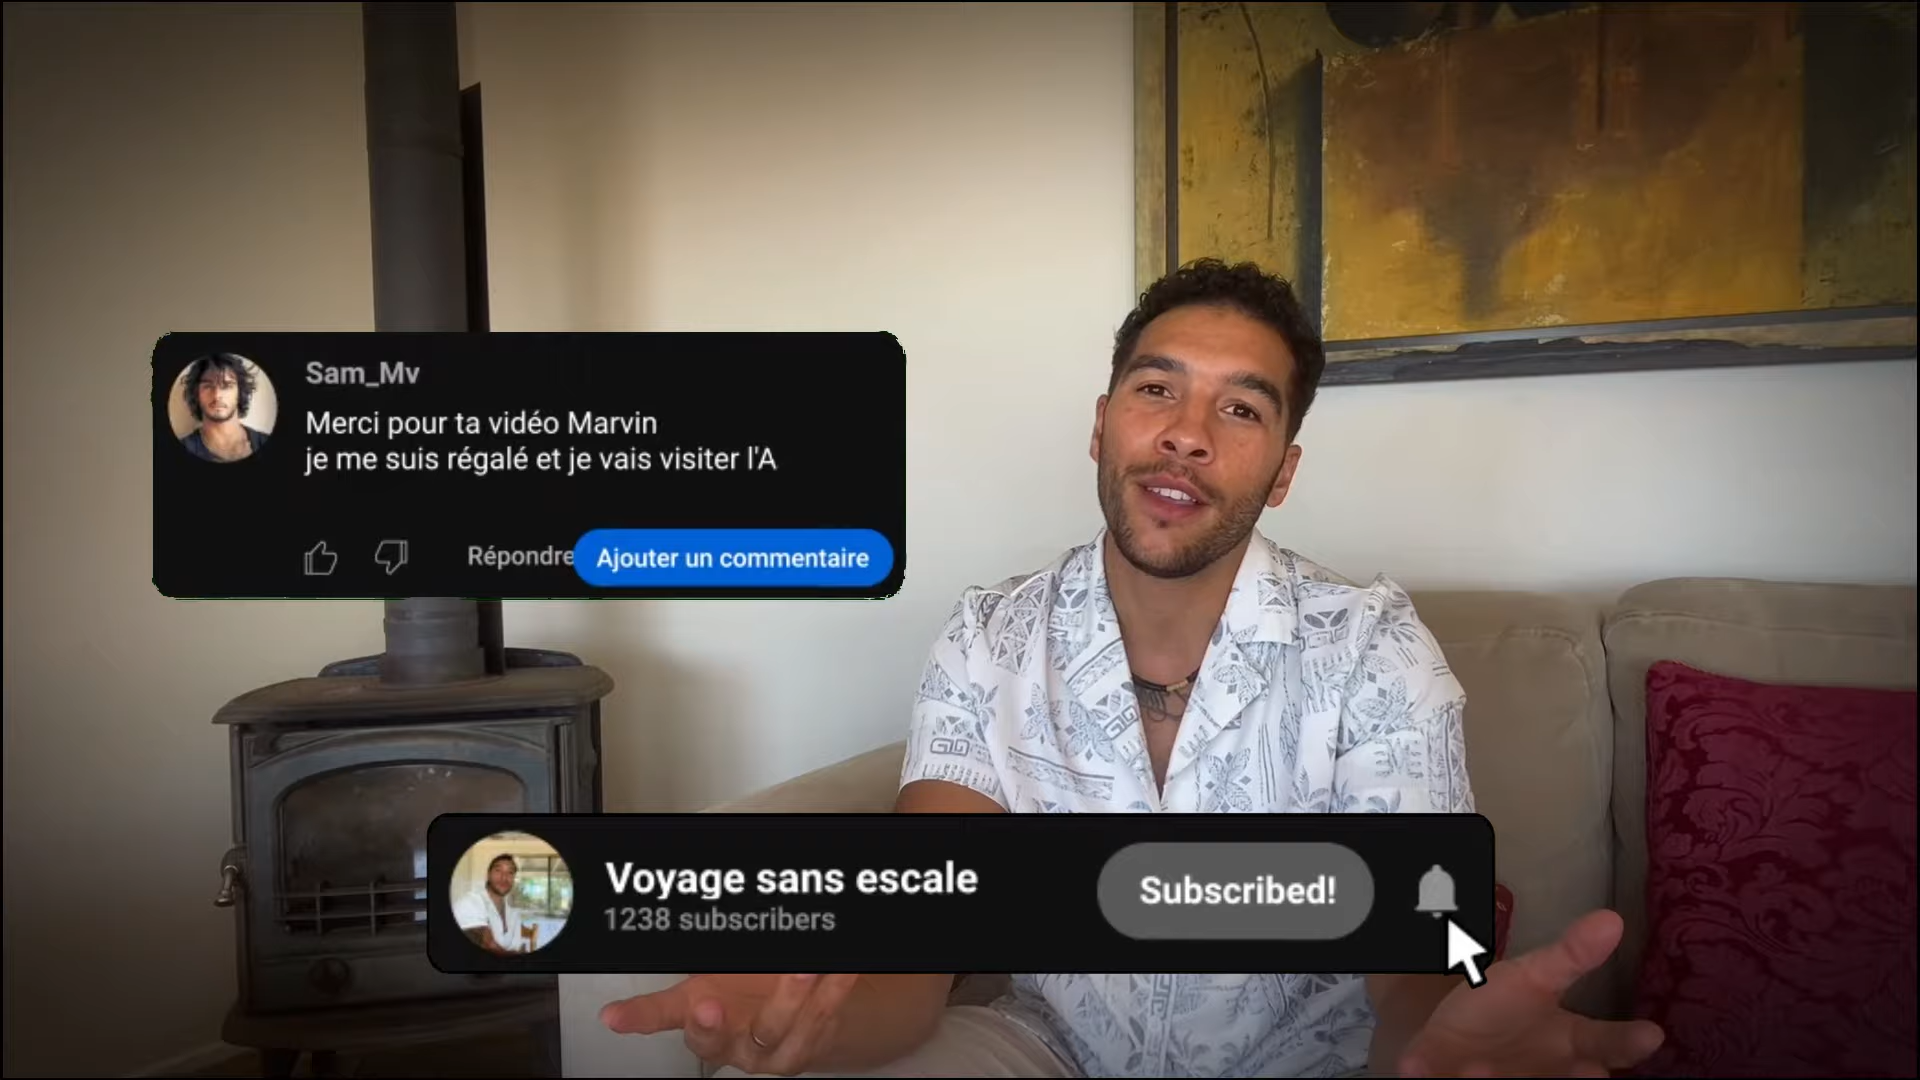 Sam_Mv
Merci pour ta vidéo Marvin
je me suis régalé et je vais visiter l'A
Répondre
Ajouter un commentaire
Voyage sans escale
1238 subscribers
Subscribed!